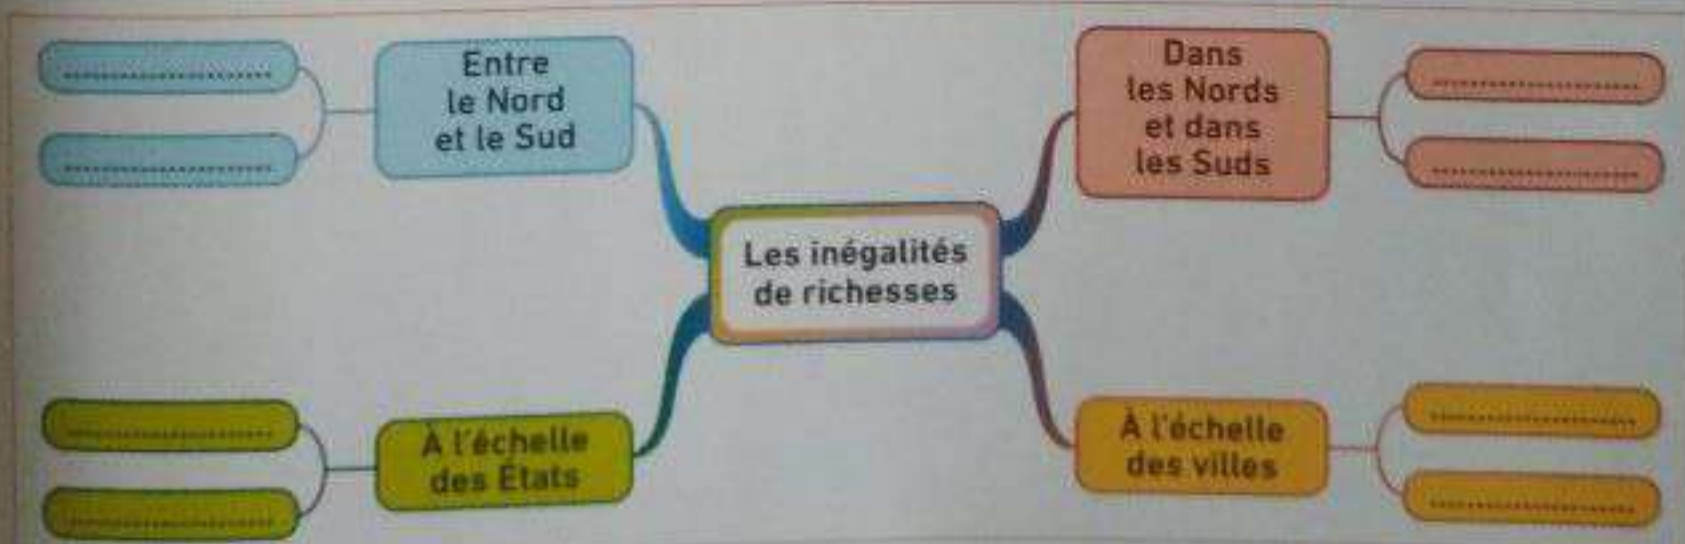 Entre
le Nord
et le Sud
Dans
les Nords
et dans
les Suds
Les inégalités
de richesses
À l'échelle
des États
À l'échelle
des villes